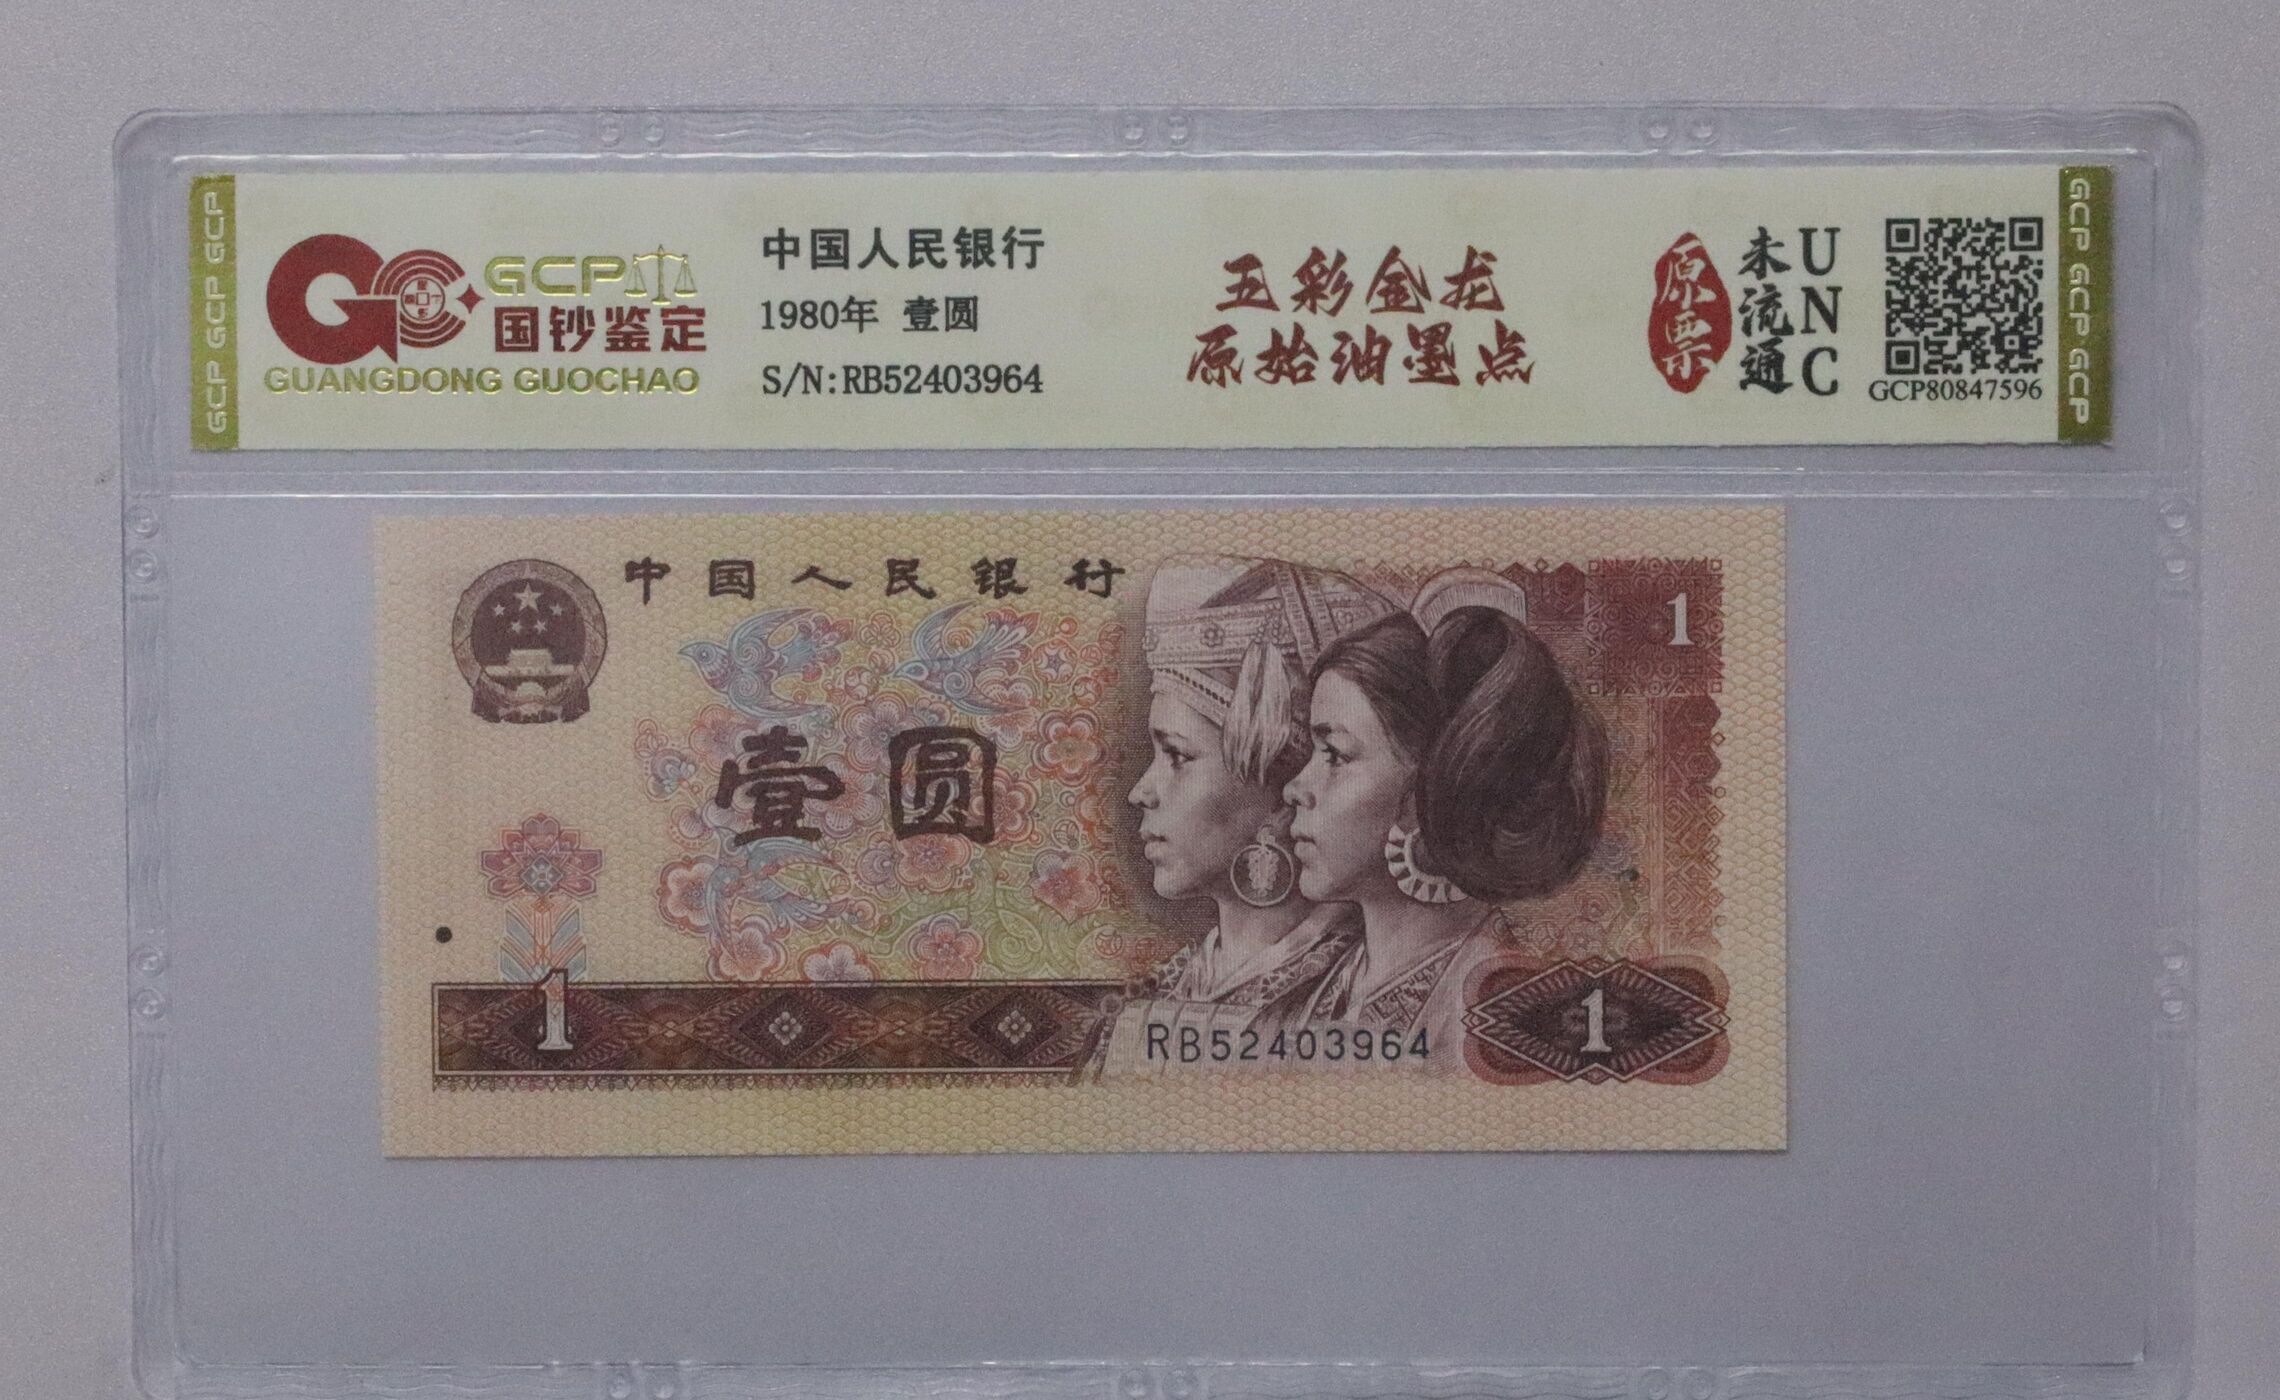 GCP GCP GCP
GCP
国钞鉴定
GUANGDONG GUOCHAO
中国人民银行
1980年 壹圆
S/N:RB52403964
五彩金龙
原始油墨点
原票
未流通
UNC
GCP80847596
GCP GCP GCP
中国人民银行
1
壹圆
1
RB52403964
1